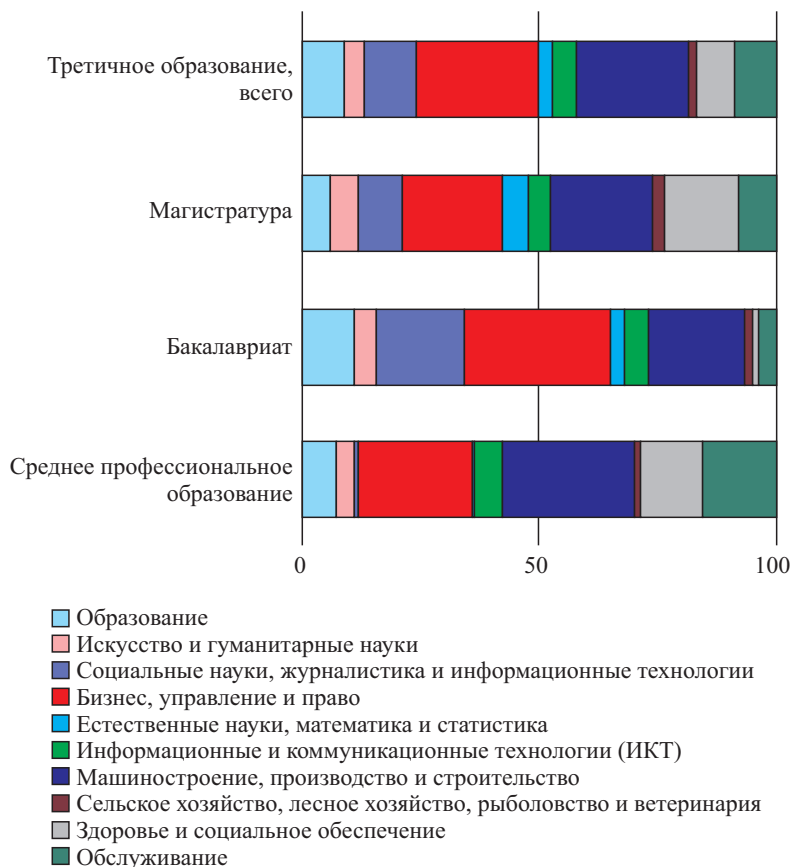 Третичное образование,
всего
Магистратура
Бакалавриат
Среднее профессиональное
образование
0 50 100
Образование
Искусство и гуманитарные науки
Социальные науки, журналистика и информационные технологии
Бизнес, управление и право
Естественные науки, математика и статистика
Информационные и коммуникационные технологии (ИКТ)
Машиностроение, производство и строительство
Сельское хозяйство, лесное хозяйство, рыболовство и ветеринария
Здоровье и социальное обеспечение
Обслуживание